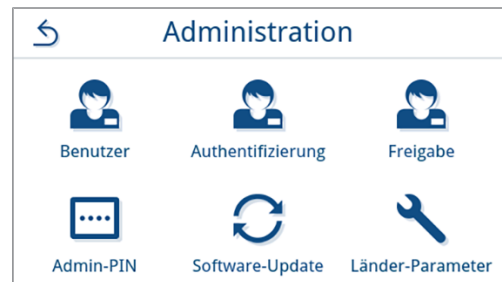 Administration
Benutzer
Authentifizierung
Freigabe
Admin-PIN
Software-Update
Länder-Parameter